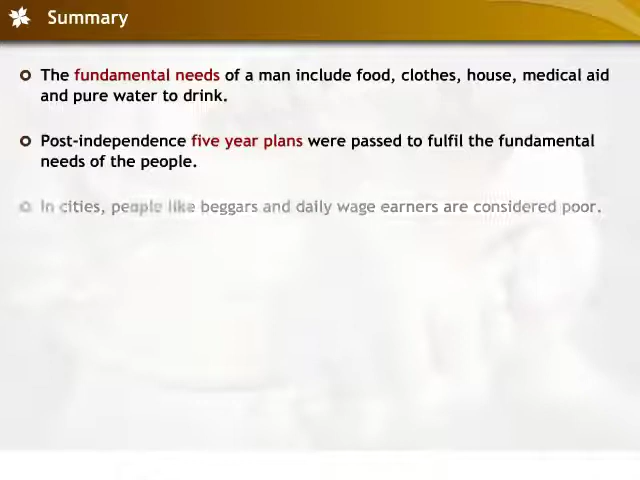 Summary
The fundamental needs of a man include food, clothes, house, medical aid
and pure water to drink.
Post-independence five year plans were passed to fulfil the fundamental
needs of the people.
In cities, people like beggars and daily wage earners are considered poor.